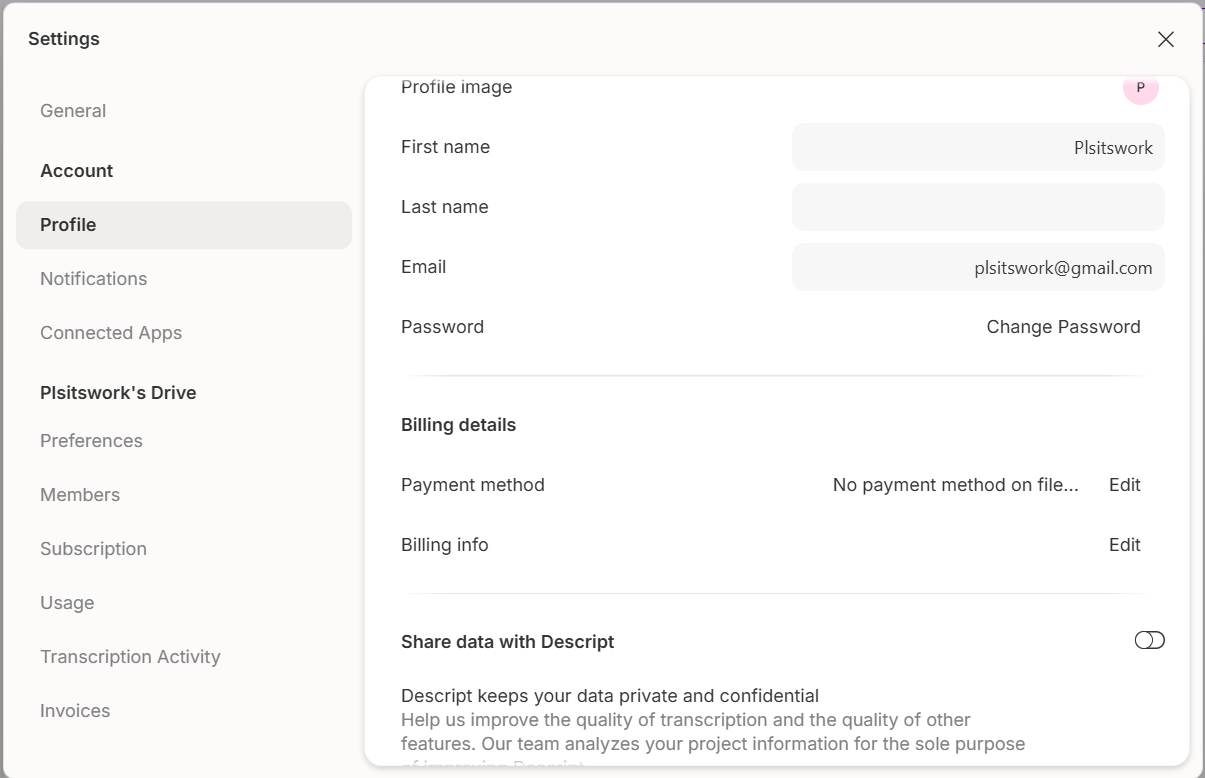 Settings
General
Account
Profile
Notifications
Connected Apps
Plsitswork's Drive
Preferences
Members
Subscription
Usage
Transcription Activity
Invoices
Profile image P
First name Plsitswork
Last name
Email plsitswork@gmail.com
Password Change Password
Billing details
Payment method No payment method on file... Edit
Billing info Edit
Share data with Descript
Descript keeps your data private and confidential
Help us improve the quality of transcription and the quality of other
features. Our team analyzes your project information for the sole purpose
of improving Descript